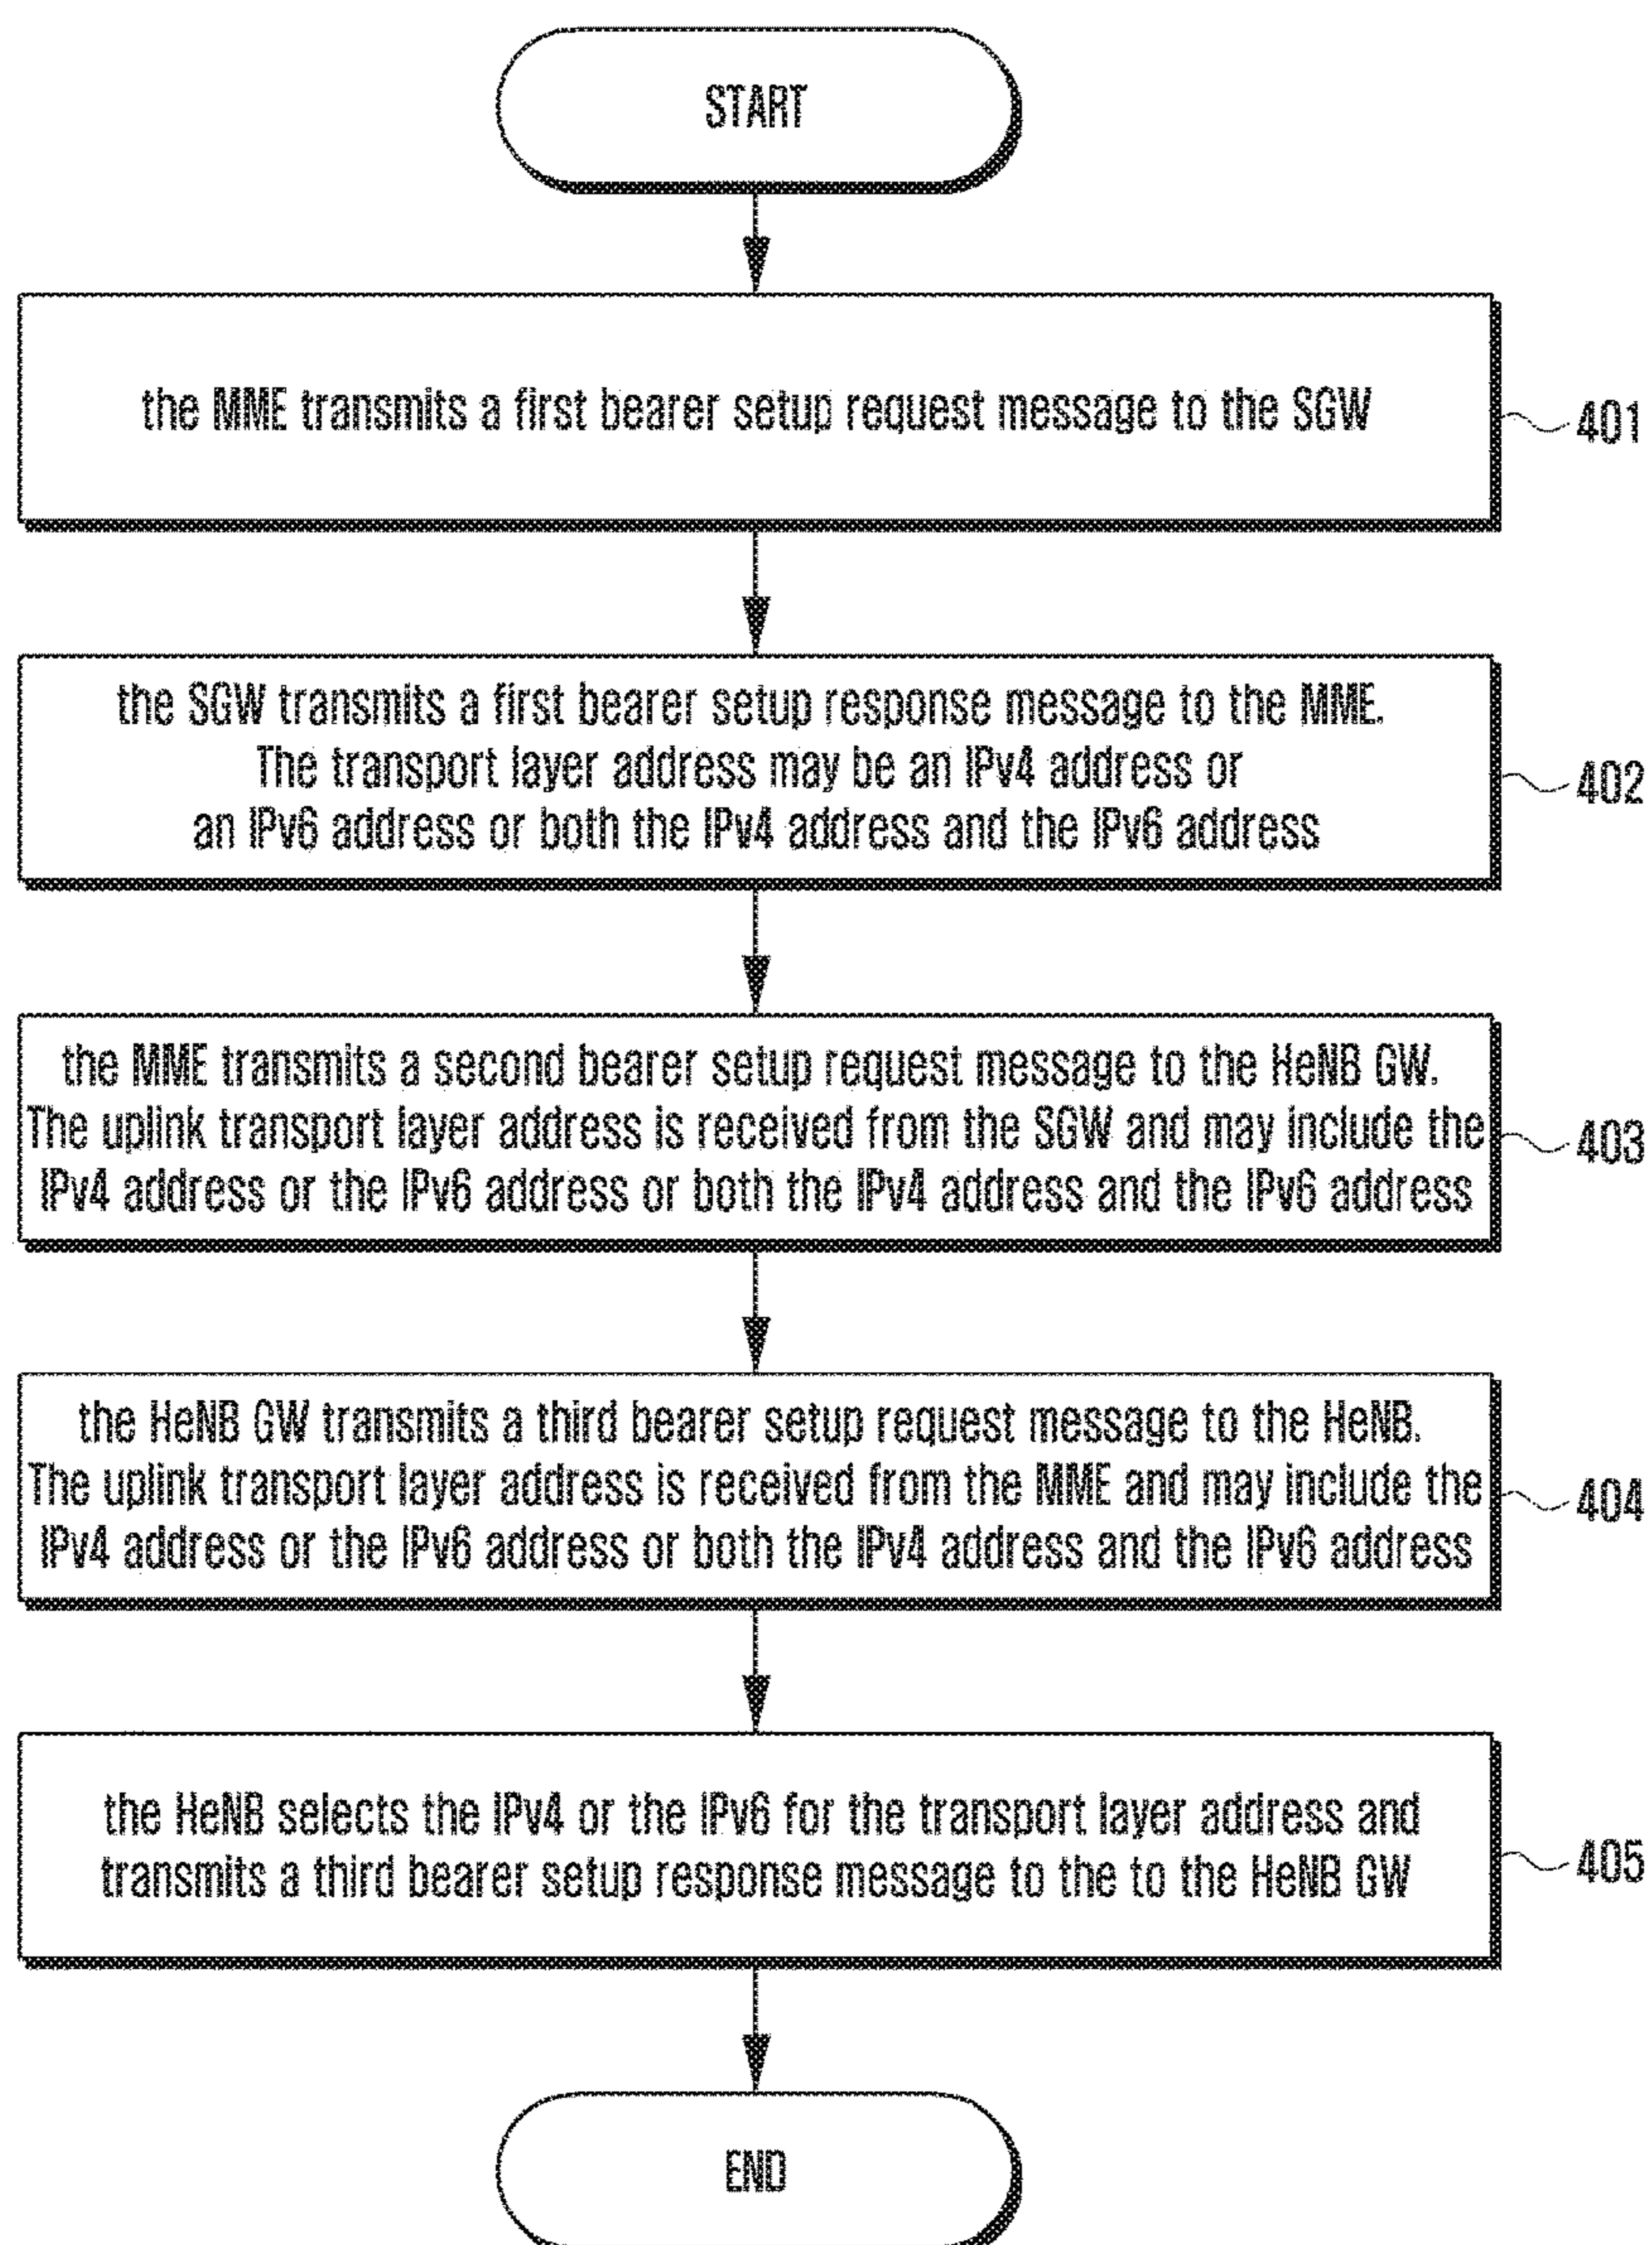 START
the MME transmits a first bearer setup request message to the SGW
401
the SGW transmits a first bearer setup response message to the MME.
The transport layer address may be an IPv4 address or
an IPv6 address or both the IPv4 address and the IPv6 address
402
the MME transmits a second bearer setup request message to the HeNB GW.
The uplink transport layer address is received from the SGW and may include the
IPv4 address or the IPv6 address or both the IPv4 address and the IPv6 address
403
the HeNB GW transmits a third bearer setup request message to the HeNB.
The uplink transport layer address is received from the MME and may include the
IPv4 address or the IPv6 address or both the IPv4 address and the IPv6 address
404
the HeNB selects the IPv4 or the IPv6 for the transport layer address and
transmits a third bearer setup response message to the to the HeNB GW
405
END